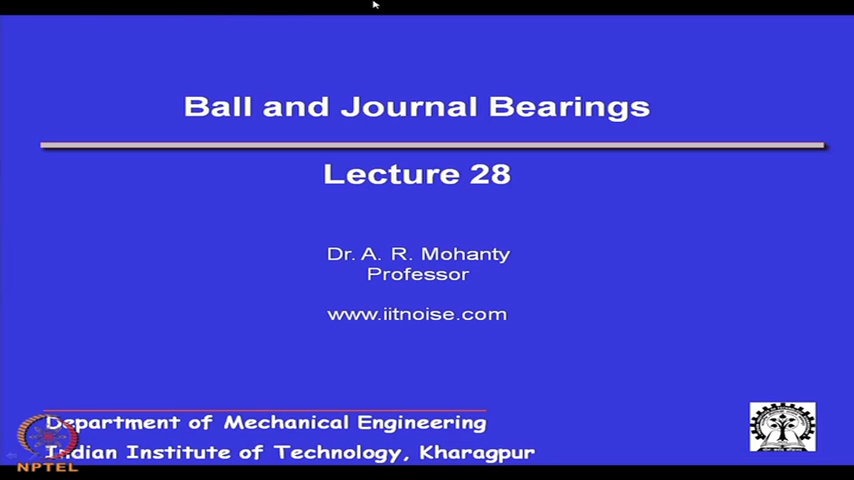 Ball and Journal Bearings
Lecture 28
Dr. A. R. Mohanty
Professor
www.iitnoise.com
Department of Mechanical Engineering
Indian Institute of Technology, Kharagpur
NPTEL